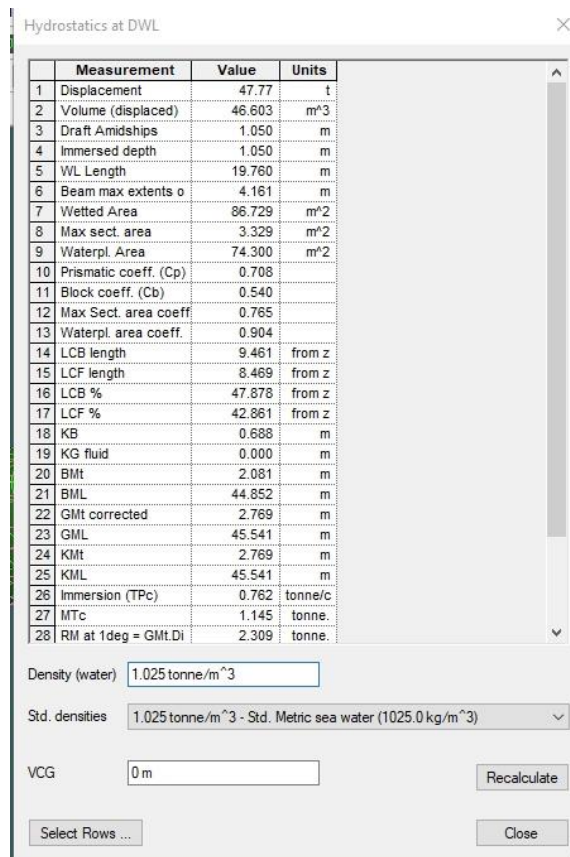 Hydrostatics at DWL
Measurement Value Units
1 Displacement 47.77 t
2 Volume (displaced) 46.603 m^3
3 Draft Amidships 1.050 m
4 Immersed depth 1.050 m
5 WL Length 19.760 m
6 Beam max extents o 4.161 m
7 Wetted Area 86.729 m^2
8 Max sect. area 3.329 m^2
9 Waterpl. Area 74.300 m^2
10 Prismatic coeff. (Cp) 0.708
11 Block coeff. (Cb) 0.540
12 Max Sect. area coeff 0.765
13 Waterpl. area coeff. 0.904
14 LCB length 9.461 from z
15 LCF length 8.469 from z
16 LCB % 47.878 from z
17 LCF % 42.861 from z
18 KB 0.688 m
19 KG fluid 0.000 m
20 BMt 2.081 m
21 BML 44.852 m
22 GMt corrected 2.769 m
23 GML 45.541 m
24 KMt 2.769 m
25 KML 45.541 m
26 Immersion (TPc) 0.762 tonne/c
27 MTc 1.145 tonne.
28 RM at 1deg = GMt.Di 2.309 tonne.
Density (water) 1.025 tonne/m^3
Std. densities 1.025 tonne/m^3 - Std. Metric sea water (1025.0 kg/m^3)
VCG 0 m
Recalculate
Select Rows ... Close